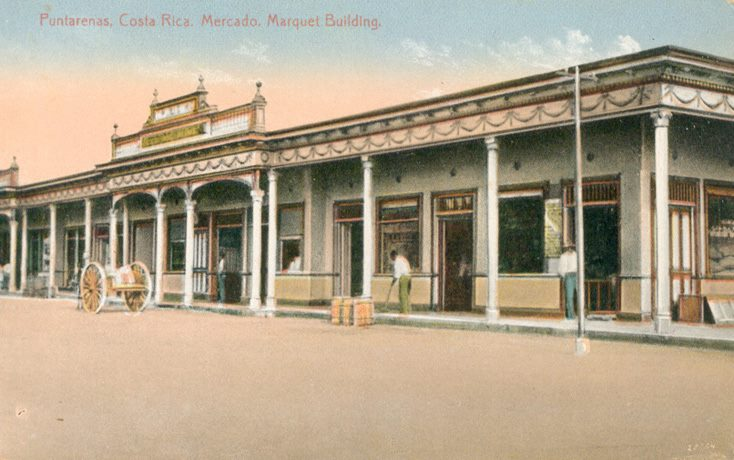 Puntarenas, Costa Rica. Mercado. Marquet Building.